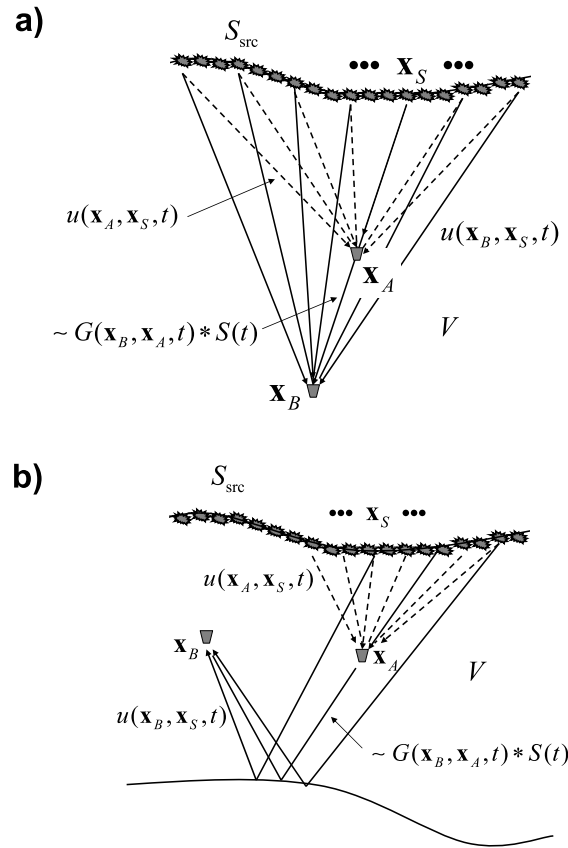 a)
S_src
••• x_S •••
u(x_A, x_S, t)
u(x_B, x_S, t)
x_A
~ G(x_B, x_A, t) * S(t)
V
x_B
b)
S_src
••• x_S •••
u(x_A, x_S, t)
x_B
x_A
V
u(x_B, x_S, t)
~ G(x_B, x_A, t) * S(t)